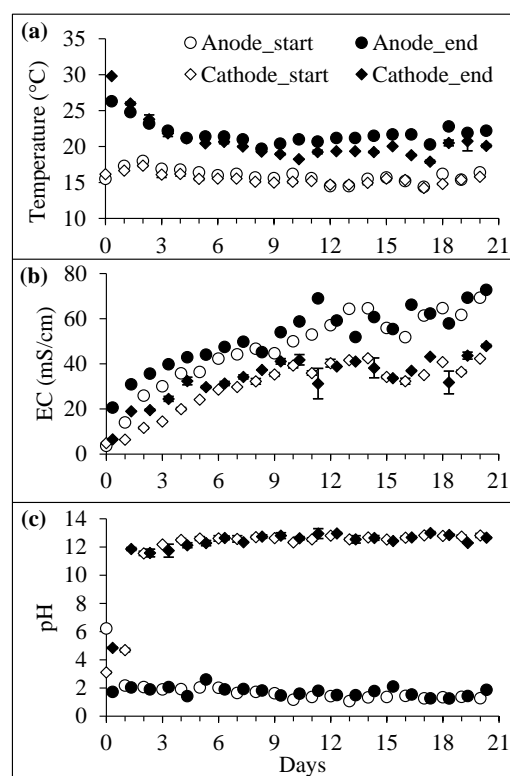 (a)
Anode_start
Anode_end
Cathode_start
Cathode_end
Temperature (°C)
35
30
25
20
15
10
0 3 6 9 12 15 18 21
(b)
EC (mS/cm)
80
60
40
20
0
0 3 6 9 12 15 18 21
(c)
pH
14
12
10
8
6
4
2
0
0 3 6 9 12 15 18 21
Days